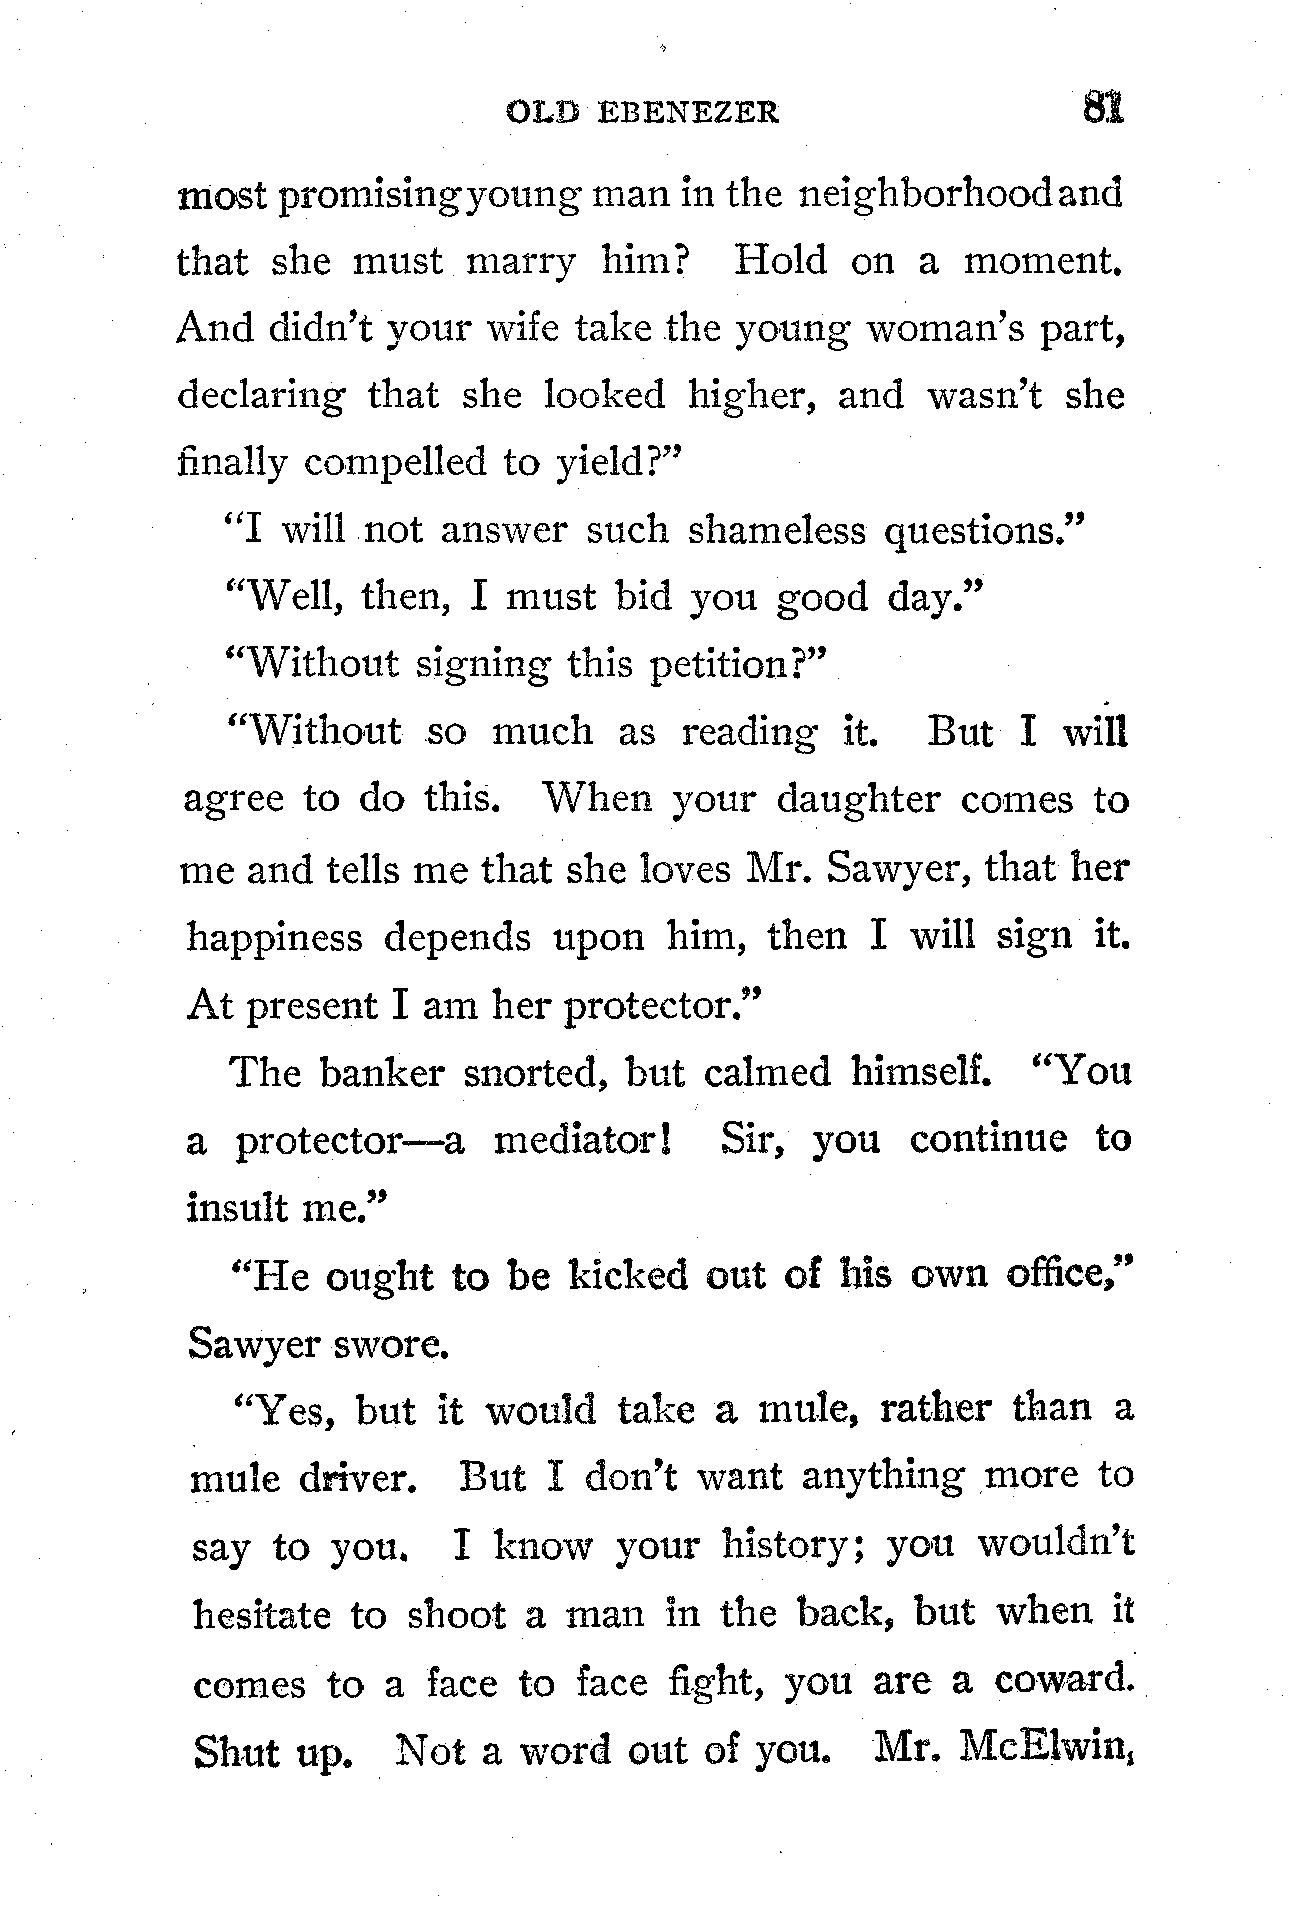 OLD EBENEZER 81
most promising young man in the neighborhood and
that she must marry him? Hold on a moment.
And didn't your wife take the young woman's part,
declaring that she looked higher, and wasn't she
finally compelled to yield?"
"I will not answer such shameless questions."
"Well, then, I must bid you good day."
"Without signing this petition?"
"Without so much as reading it. But I will
agree to do this. When your daughter comes to
me and tells me that she loves Mr. Sawyer, that her
happiness depends upon him, then I will sign it.
At present I am her protector."
The banker snorted, but calmed himself. "You
a protector—a mediator! Sir, you continue to
insult me."
"He ought to be kicked out of his own office,"
Sawyer swore.
"Yes, but it would take a mule, rather than a
mule driver. But I don't want anything more to
say to you. I know your history; you wouldn't
hesitate to shoot a man in the back, but when it
comes to a face to face fight, you are a coward.
Shut up. Not a word out of you. Mr. McElwin,